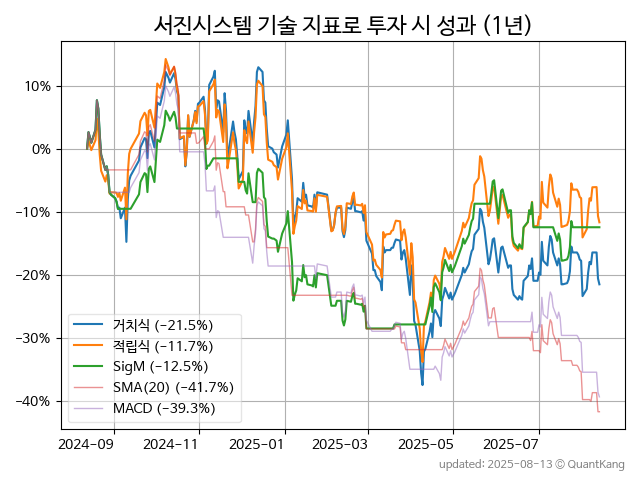 서진시스템 기술 지표로 투자 시 성과 (1년)
10%
0%
−10%
−20%
−30%
−40%
거치식 (−21.5%)
적립식 (−11.7%)
SigM (−12.5%)
SMA(20) (−41.7%)
MACD (−39.3%)
2024-09 2024-11 2025-01 2025-03 2025-05 2025-07
updated: 2025-08-13 © QuantKang